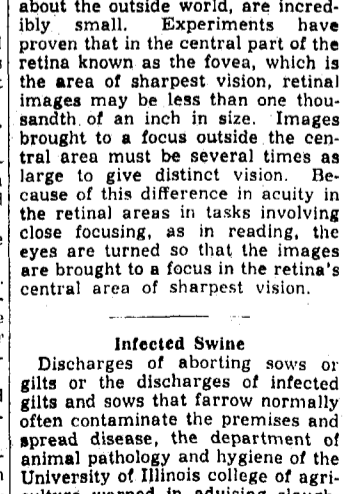 about the outside world, are incred-
ibly small. Experiments have
proven that in the central part of the
retina known as the fovea, which is
the area of sharpest vision, retinal
images may be less than one thou-
sandth of an inch in size. Images
brought to a focus outside the cen-
tral area must be several times as
large to give distinct vision. Be-
cause of this difference in acuity in
the retinal areas in tasks involving
close focusing, as in reading, the
eyes are turned so that the images
are brought to a focus in the retina's
central area of sharpest vision.
Infected Swine
Discharges of aborting sows or
gilts or the discharges of infected
gilts and sows that farrow normally
often contaminate the premises and
spread disease, the department of
animal pathology and hygiene of the
University of Illinois college of agri-
culture warned in advising